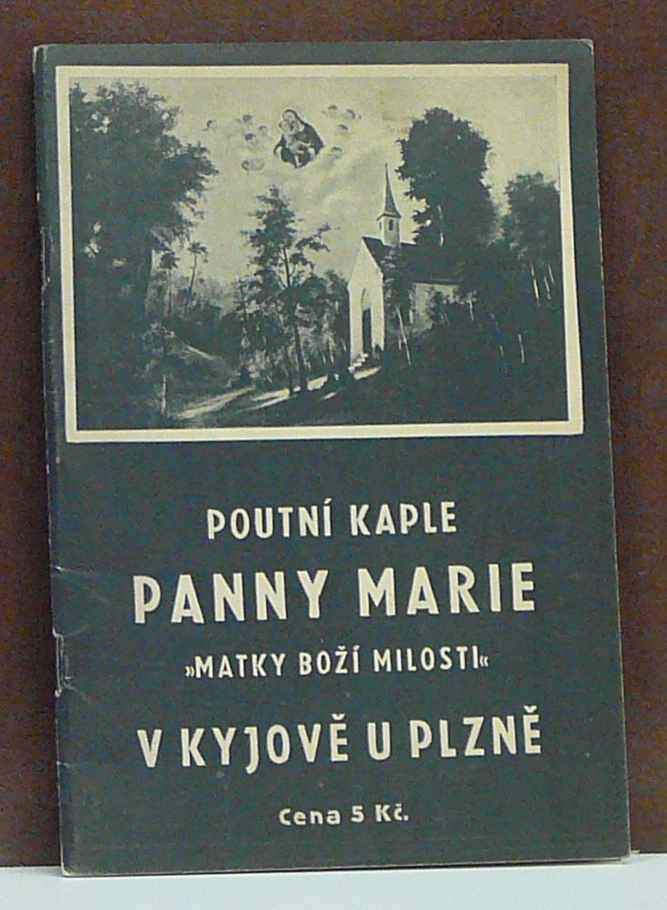 POUTNÍ KAPLE
PANNY MARIE
»MATKY BOŽÍ MILOSTI«
V KYJOVĚ U PLZNĚ
Cena 5 Kč.